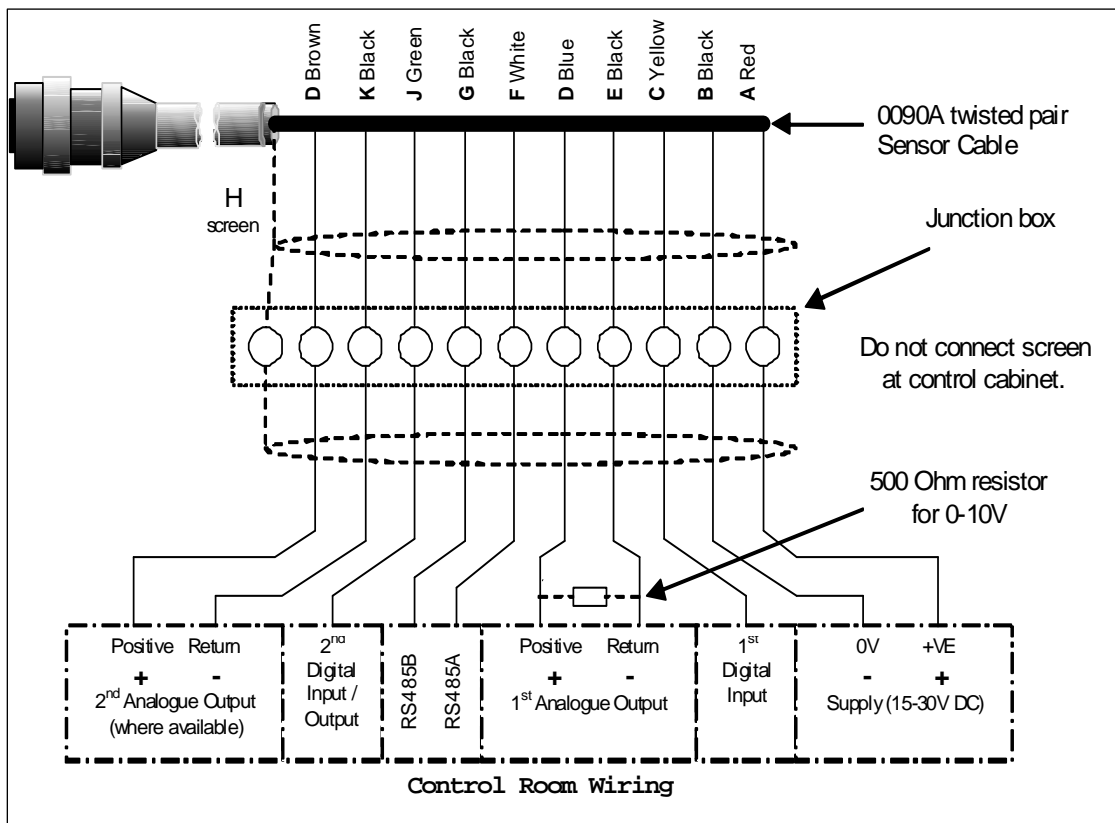 D Brown
K Black
J Green
G Black
F White
D Blue
E Black
C Yellow
B Black
A Red
0090A twisted pair
Sensor Cable
H
screen
Junction box
Do not connect screen
at control cabinet.
500 Ohm resistor
for 0-10V
Positive Return
+ -
2nd Analogue Output
(where available)
2nd
Digital
Input /
Output
RS485B
RS485A
Positive Return
+ -
1st Analogue Output
1st
Digital
Input
0V +VE
- +
Supply (15-30V DC)
Control Room Wiring